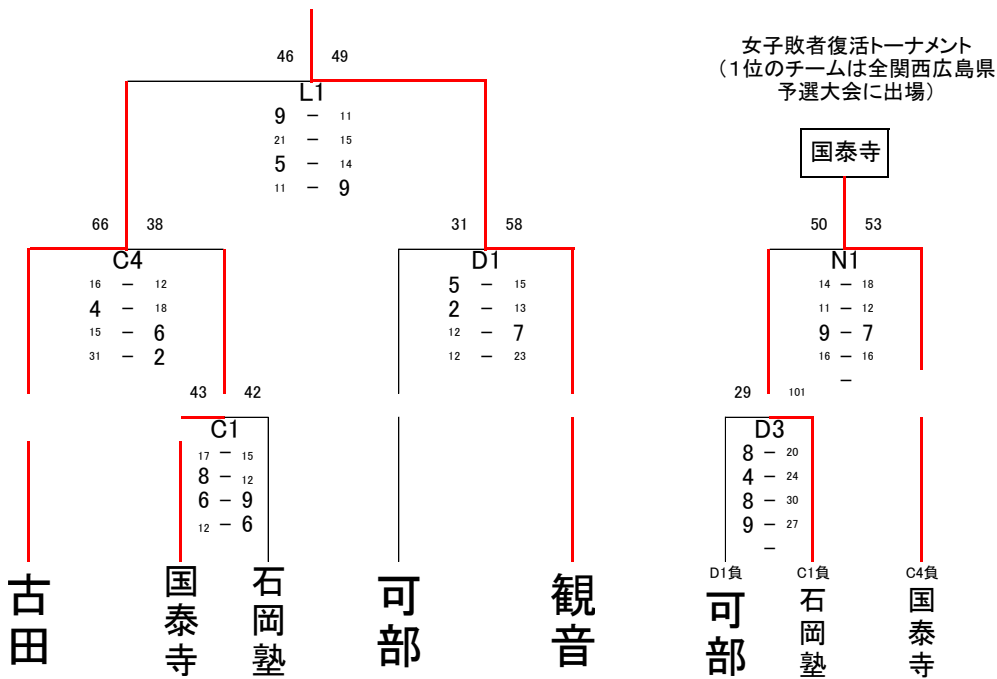 46 49
L1
9 － 11
21 － 15
5 － 14
11 － 9
66 38
C4
16 － 12
4 － 18
15 － 6
31 － 2
31 58
D1
5 － 15
2 － 13
12 － 7
12 － 23
43 42
C1
17 － 15
8 － 12
6 － 9
12 － 6
古田
国泰寺
石岡塾
可部
観音
女子敗者復活トーナメント
（１位のチームは全関西広島県
予選大会に出場）
国泰寺
50 53
N1
14 － 18
11 － 12
9 － 7
16 － 16
－
29 101
D3
8 － 20
4 － 24
8 － 30
9 － 27
－
D1負 C1負 C4負
可部
石岡塾
国泰寺